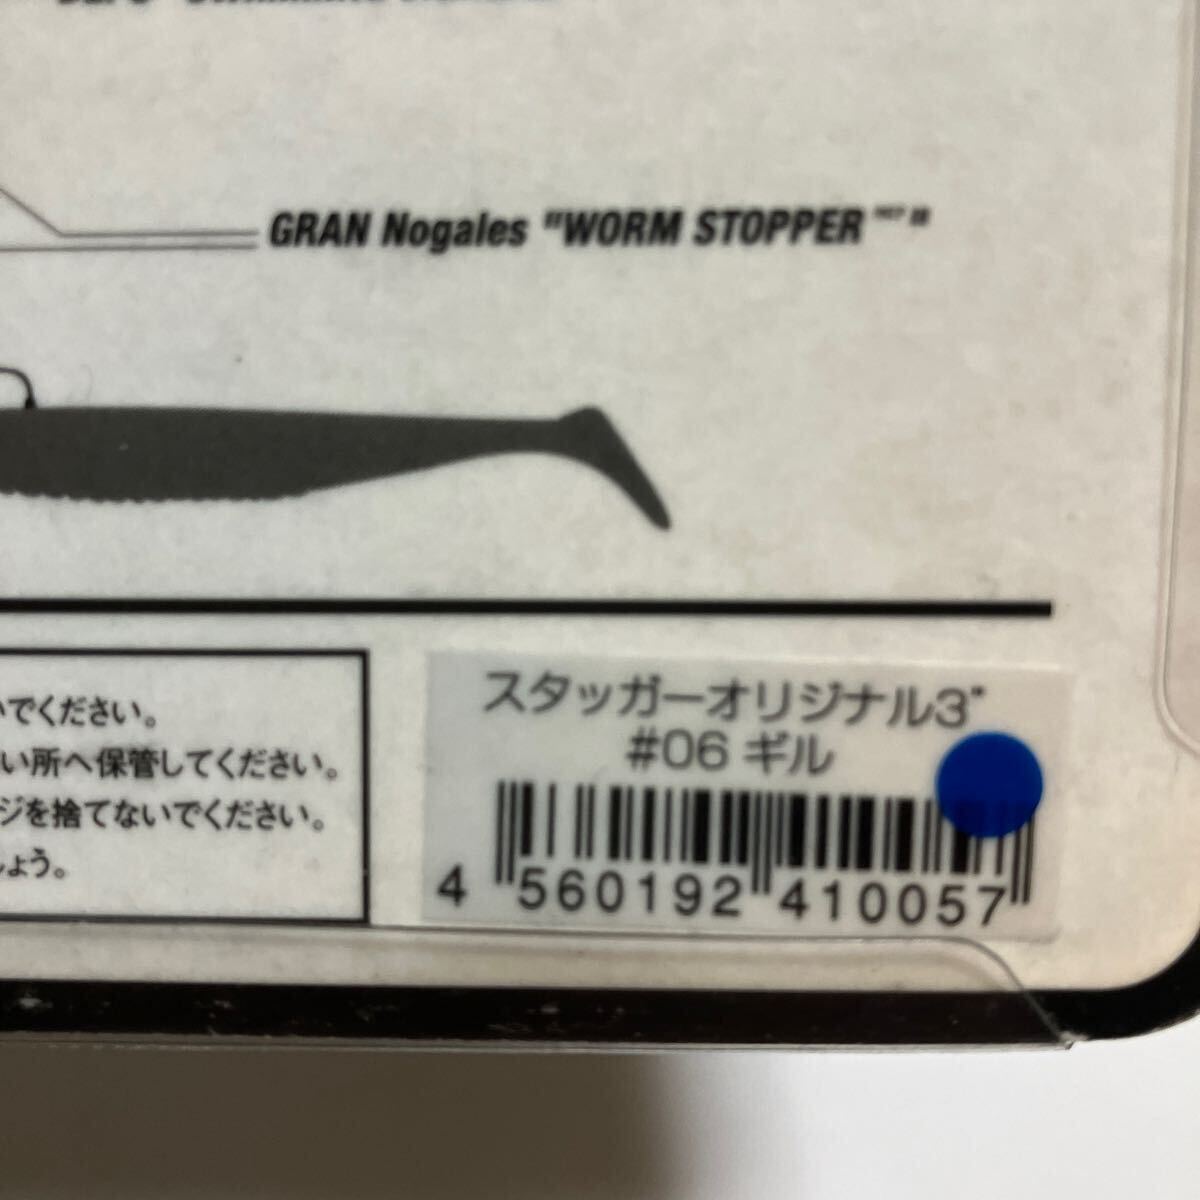 GRAN Nogales "WORM STOPPER "
いでください。
い所へ保管してください。
ジを捨てないでください。
しょう。
スタッガーオリジナル3"
#06 ギル
4 560192 410057